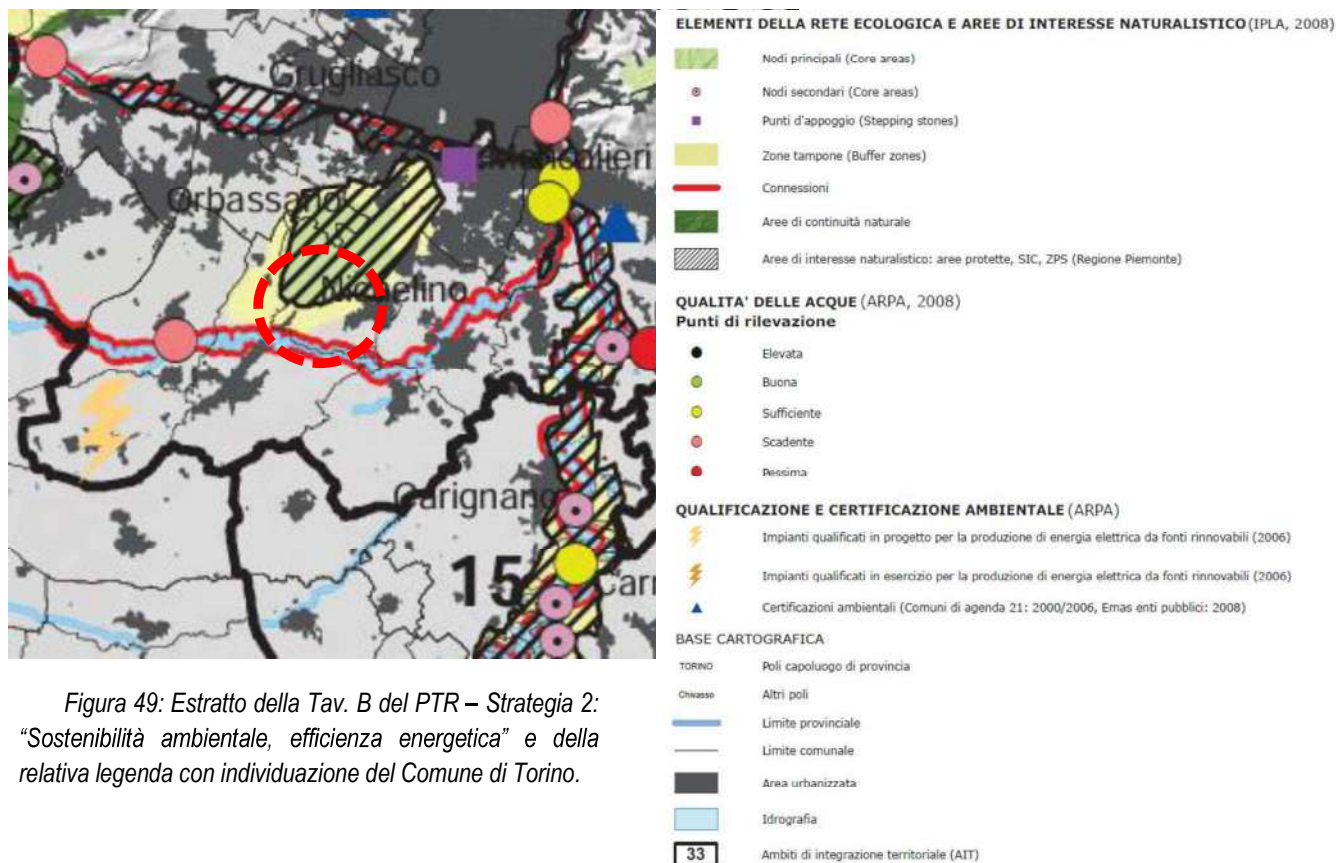 Grugliasco
Orbassano
Nichelino
Carignano
15
Carr
Figura 49: Estratto della Tav. B del PTR – Strategia 2:
“Sostenibilità ambientale, efficienza energetica” e della
relativa legenda con individuazione del Comune di Torino.
ELEMENTI DELLA RETE ECOLOGICA E AREE DI INTERESSE NATURALISTICO (IPLA, 2008)
Nodi principali (Core areas)
Nodi secondari (Core areas)
Punti d'appoggio (Stepping stones)
Zone tampone (Buffer zones)
Connessioni
Aree di continuità naturale
Aree di interesse naturalistico: aree protette, SIC, ZPS (Regione Piemonte)
QUALITA' DELLE ACQUE (ARPA, 2008)
Punti di rilevazione
Elevata
Buona
Sufficiente
Scadente
Pessima
QUALIFICAZIONE E CERTIFICAZIONE AMBIENTALE (ARPA)
Impianti qualificati in progetto per la produzione di energia elettrica da fonti rinnovabili (2006)
Impianti qualificati in esercizio per la produzione di energia elettrica da fonti rinnovabili (2006)
Certificazioni ambientali (Comuni di agenda 21: 2000/2006, Emas enti pubblici: 2008)
BASE CARTOGRAFICA
TORINO Poli capoluogo di provincia
Chivasso Altri poli
Limite provinciale
Limite comunale
Area urbanizzata
Idrografia
33 Ambiti di integrazione territoriale (AIT)